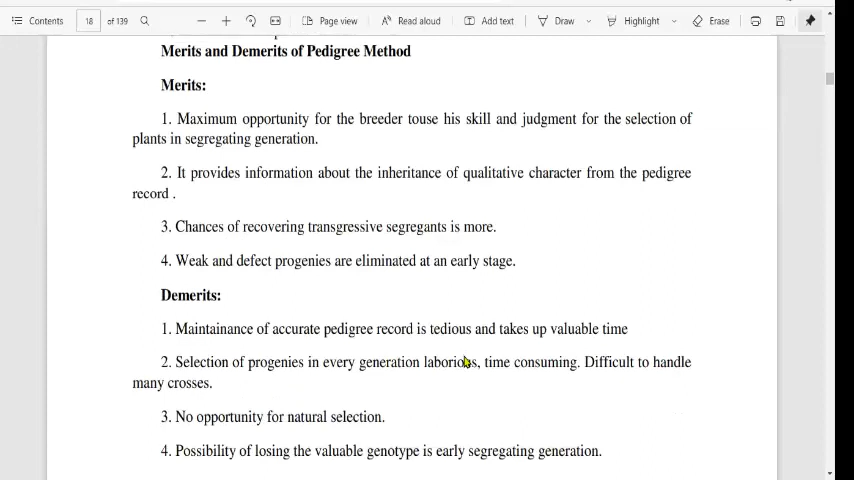 Contents
18
of 139
Page view
Read aloud
Add text
Draw
Highlight
Erase
Merits and Demerits of Pedigree Method
Merits:
1. Maximum opportunity for the breeder touse his skill and judgment for the selection of
plants in segregating generation.
2. It provides information about the inheritance of qualitative character from the pedigree
record .
3. Chances of recovering transgressive segregants is more.
4. Weak and defect progenies are eliminated at an early stage.
Demerits:
1. Maintainance of accurate pedigree record is tedious and takes up valuable time
2. Selection of progenies in every generation laborious, time consuming. Difficult to handle
many crosses.
3. No opportunity for natural selection.
4. Possibility of losing the valuable genotype is early segregating generation.